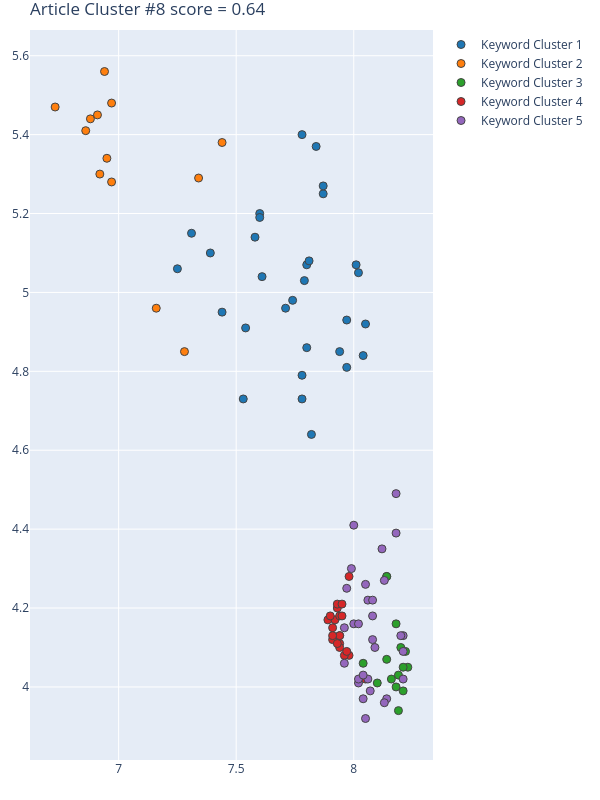 Article Cluster #8 score = 0.64
Keyword Cluster 1
Keyword Cluster 2
Keyword Cluster 3
Keyword Cluster 4
Keyword Cluster 5
5.6
5.4
5.2
5
4.8
4.6
4.4
4.2
4
7
7.5
8